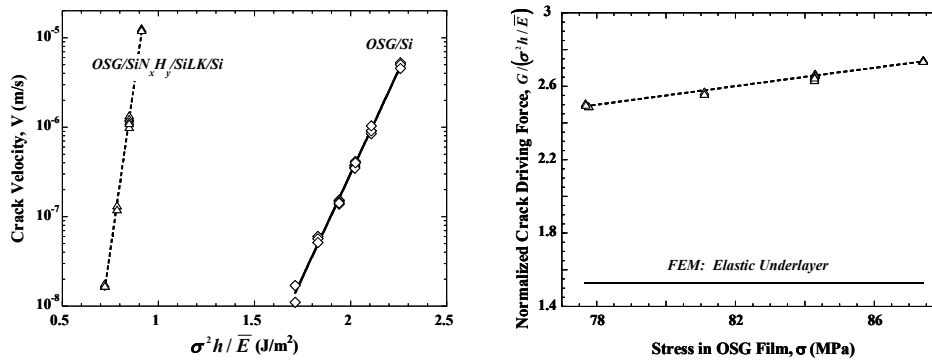 10⁻⁵
10⁻⁶
10⁻⁷
10⁻⁸
Crack Velocity, V (m/s)
OSG/SiNₓHᵧ/SiLK/Si
OSG/Si
0.5 1 1.5 2 2.5
σ²h/E̅ (J/m²)
3
2.6
2.2
1.8
1.4
Normalized Crack Driving Force, G/(σ²h/E̅)
FEM: Elastic Underlayer
78 82 86
Stress in OSG Film, σ (MPa)